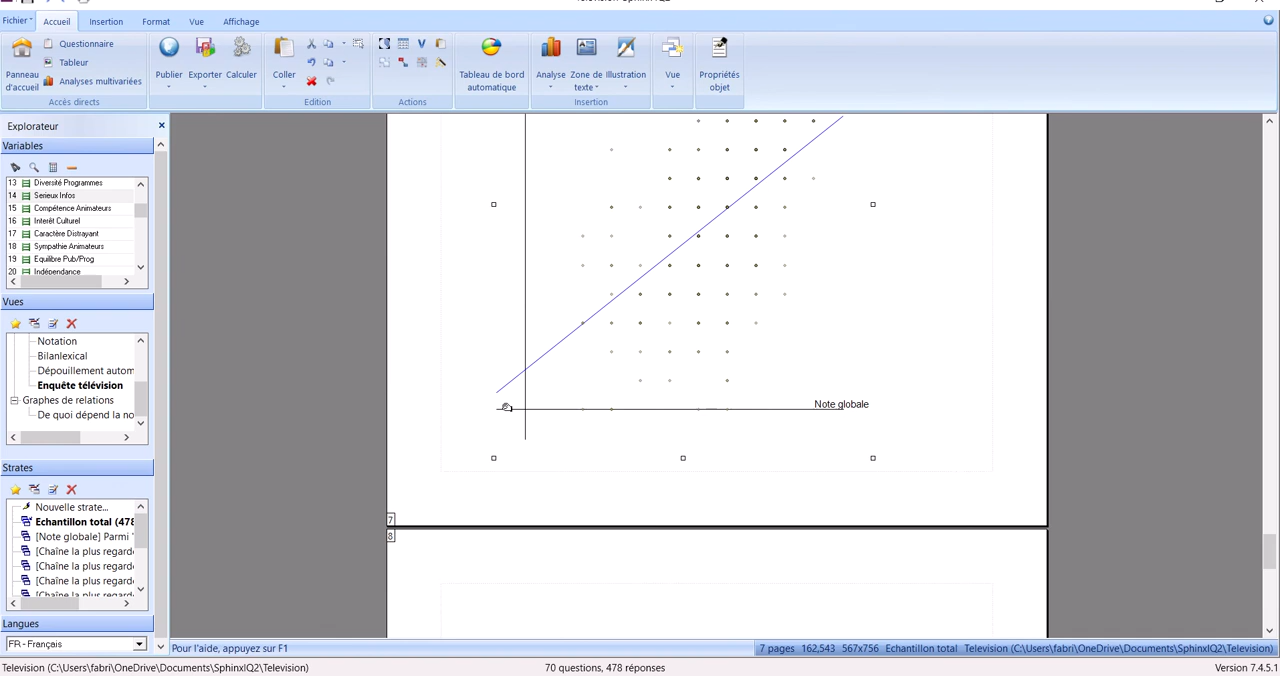 Television SphinxIQ2
Fichier Accueil Insertion Format Vue Affichage
Panneau d'accueil
Questionnaire
Tableur
Analyses multivariées
Accès directs
Publier Exporter Calculer
Coller
Edition
Actions
Tableau de bord automatique
Analyse Zone de texte Illustration
Insertion
Vue
Propriétés objet
Explorateur
Variables
13 Diversité Programmes
14 Serieux Infos
15 Compétence Animateurs
16 Interêt Culturel
17 Caractère Distrayant
18 Sympathie Animateurs
19 Equilibre Pub/Prog
20 Indépendance
Vues
Notation
Bilanlexical
Dépouillement autom
Enquête télévision
Graphes de relations
De quoi dépend la no
Strates
Nouvelle strate...
Echantillon total (478
[Note globale] Parmi "
[Chaîne la plus regard
[Chaîne la plus regard
[Chaîne la plus regard
[Chaîne la plus regard
Langues
FR - Français
Note globale
7
8
Pour l'aide, appuyez sur F1
7 pages 162,543 567x756 Echantillon total Television (C:\Users\fabri\OneDrive\Documents\SphinxIQ2\Television)
Television (C:\Users\fabri\OneDrive\Documents\SphinxIQ2\Television) 70 questions, 478 réponses Version 7.4.5.1